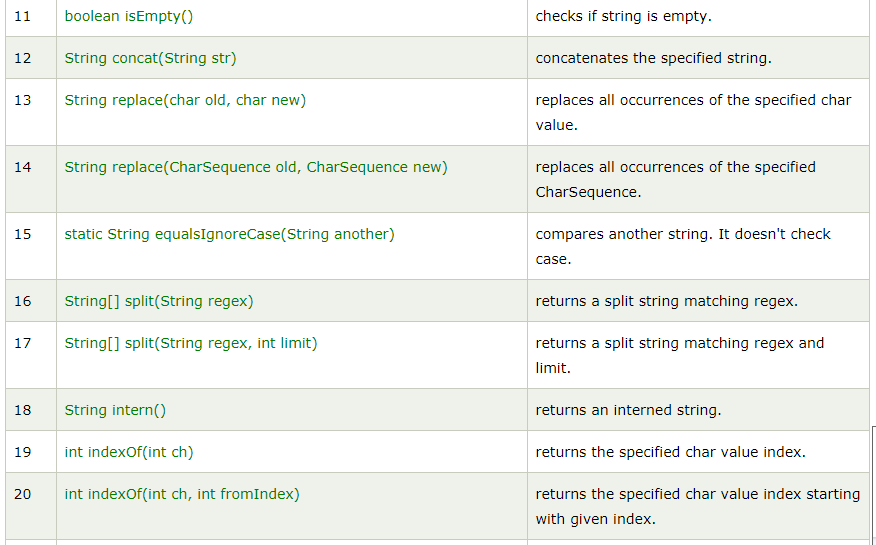 11 boolean isEmpty() checks if string is empty.
12 String concat(String str) concatenates the specified string.
13 String replace(char old, char new) replaces all occurrences of the specified char
value.
14 String replace(CharSequence old, CharSequence new) replaces all occurrences of the specified
CharSequence.
15 static String equalsIgnoreCase(String another) compares another string. It doesn't check
case.
16 String[] split(String regex) returns a split string matching regex.
17 String[] split(String regex, int limit) returns a split string matching regex and
limit.
18 String intern() returns an interned string.
19 int indexOf(int ch) returns the specified char value index.
20 int indexOf(int ch, int fromIndex) returns the specified char value index starting
with given index.